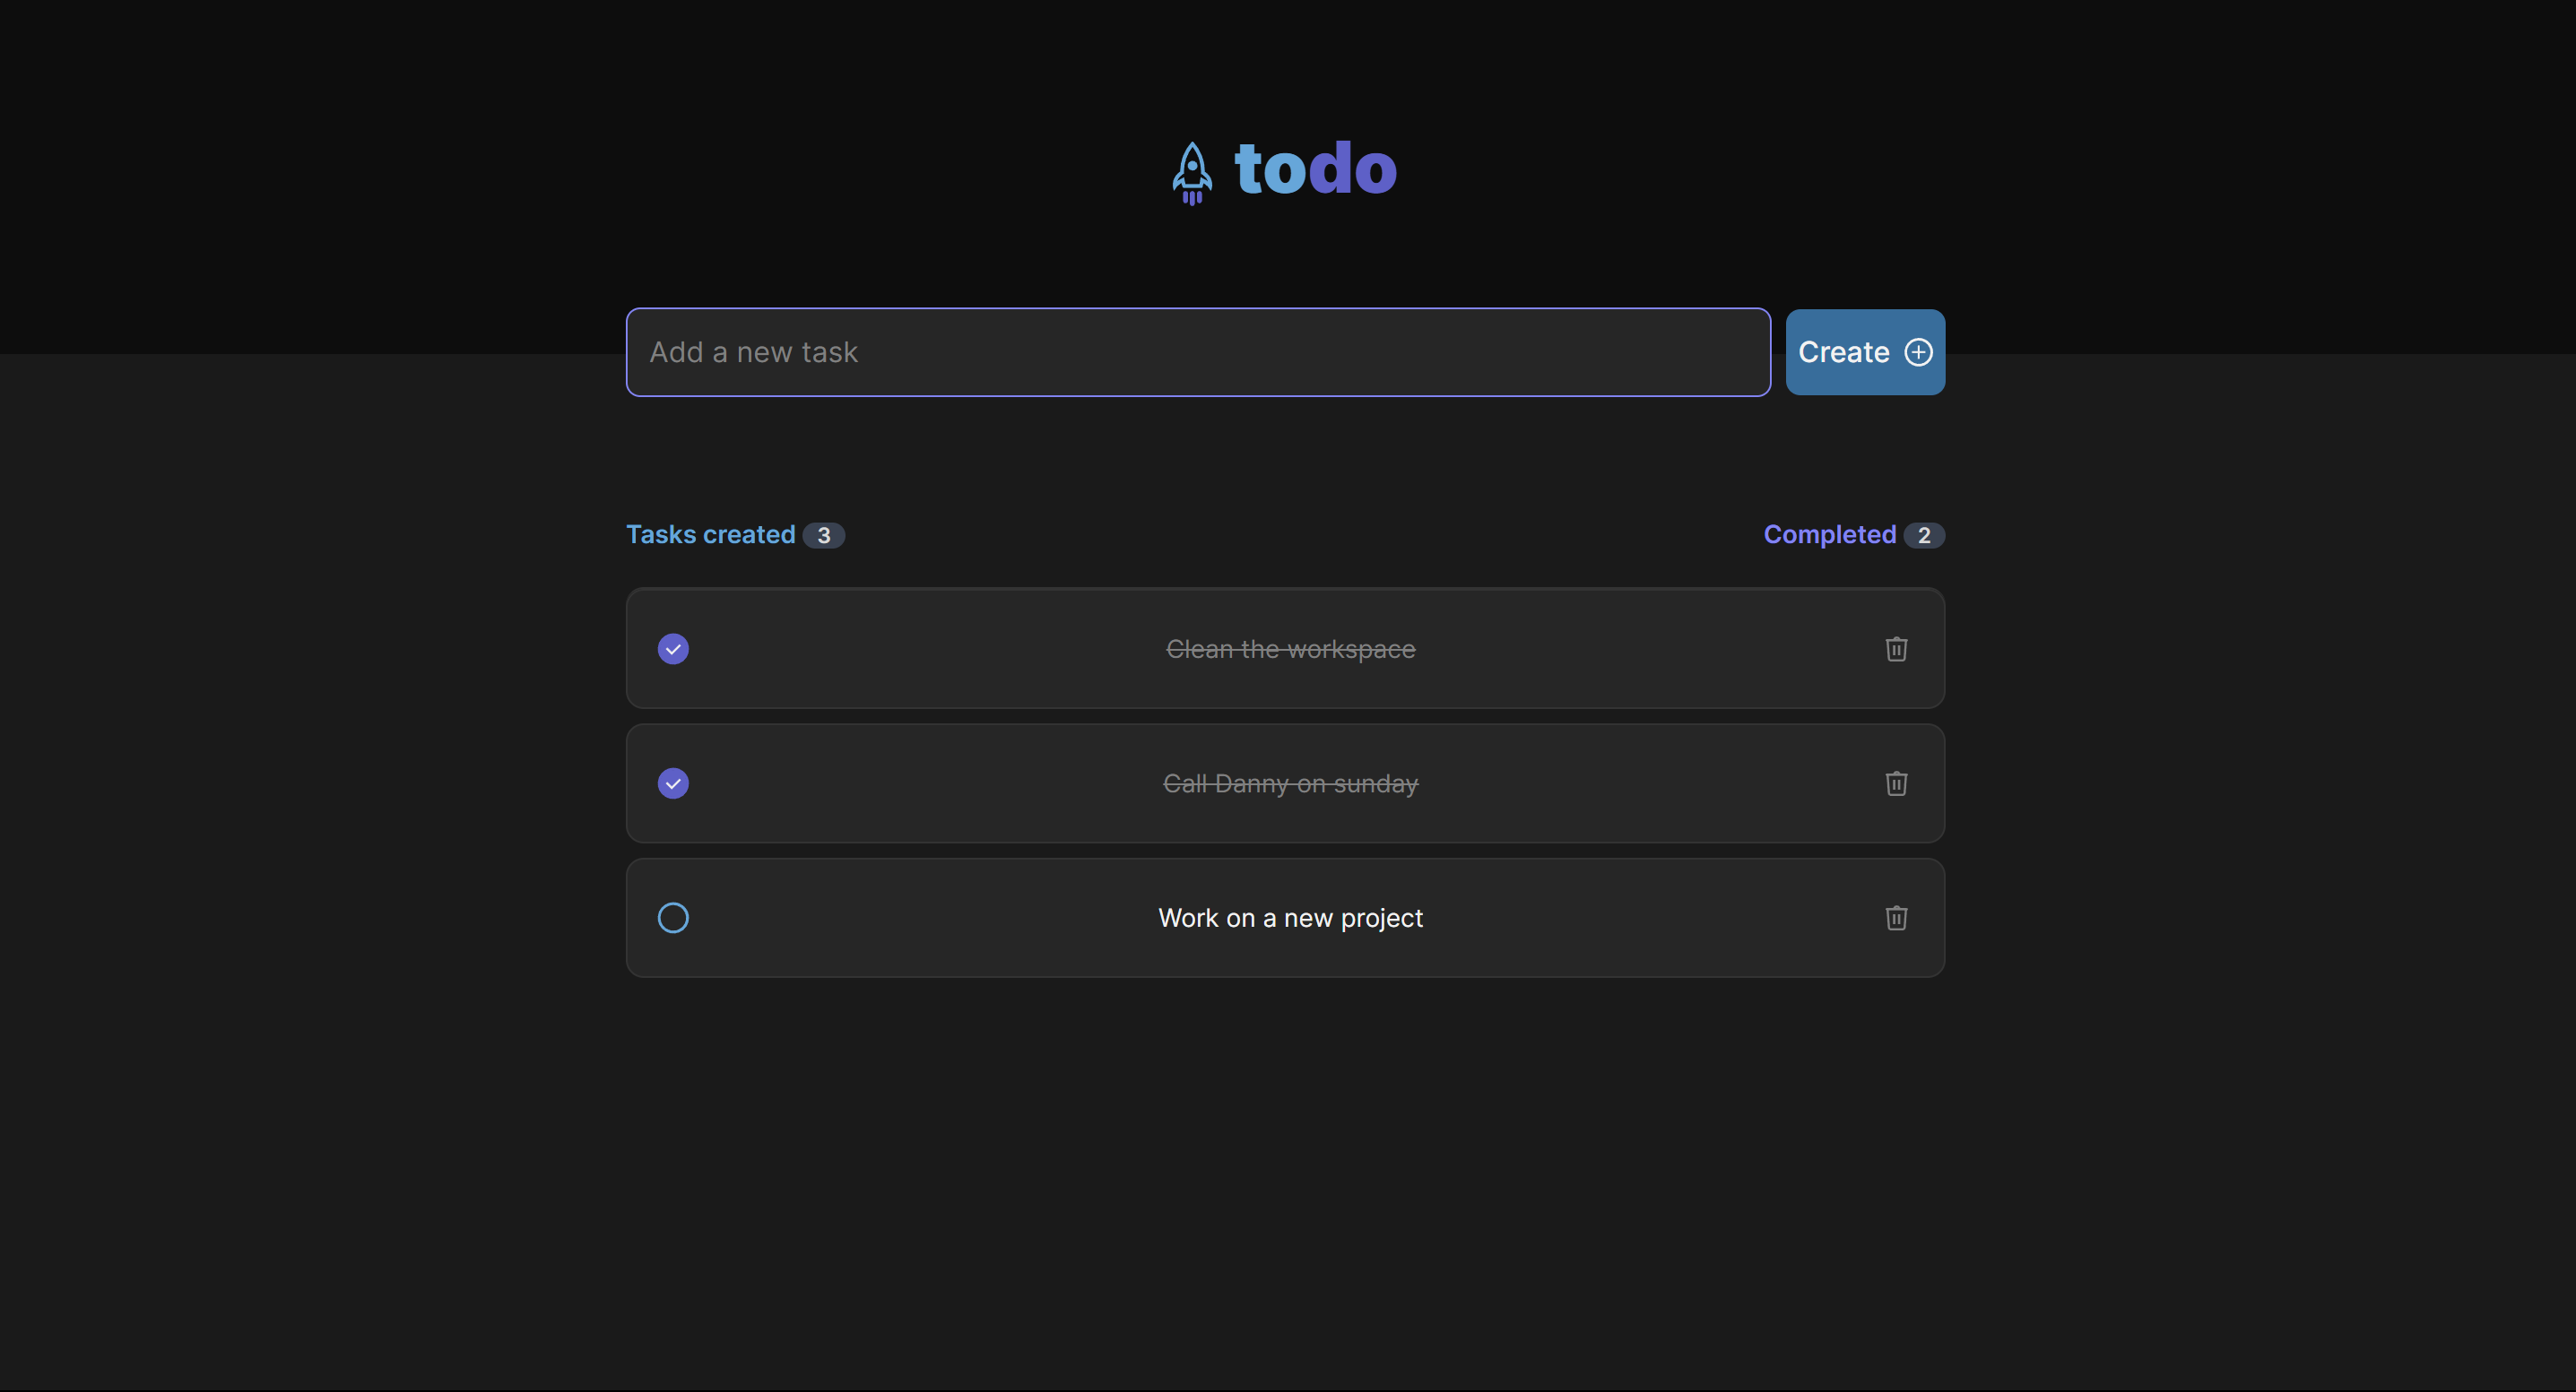 todo
Add a new task
Create
Tasks created 3
Completed 2
Clean the workspace
Call Danny on sunday
Work on a new project